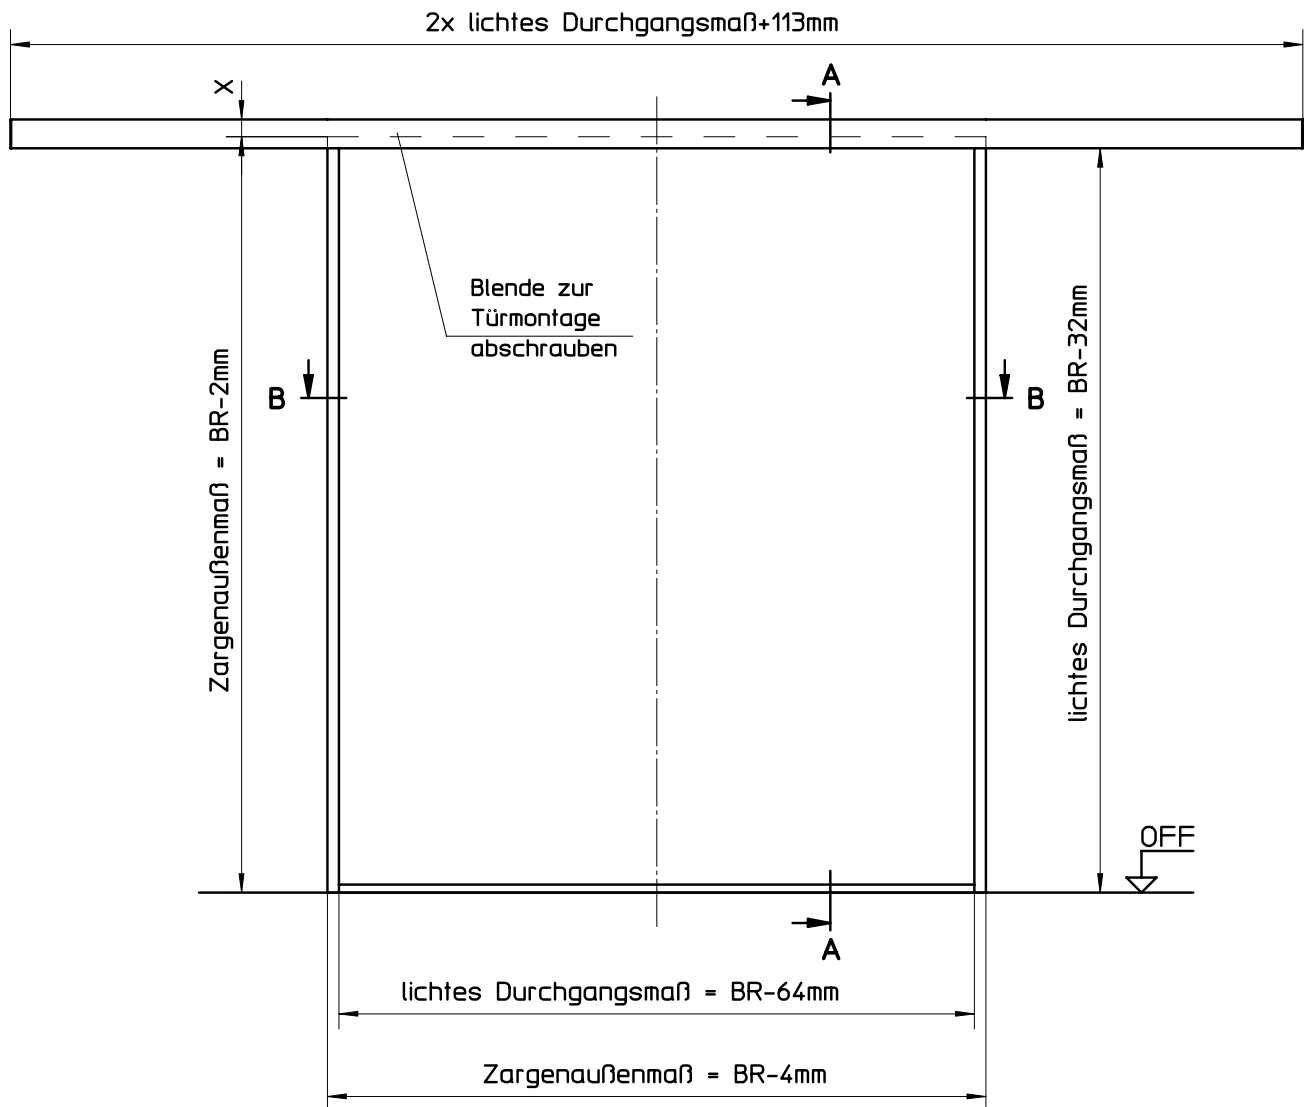 2x lichtes Durchgangsmaß+113mm
A
X
Blende zur
Türmontage
abschrauben
B
B
Zargenaußenmaß = BR-2mm
lichtes Durchgangsmaß = BR-32mm
OFF
A
lichtes Durchgangsmaß = BR-64mm
Zargenaußenmaß = BR-4mm